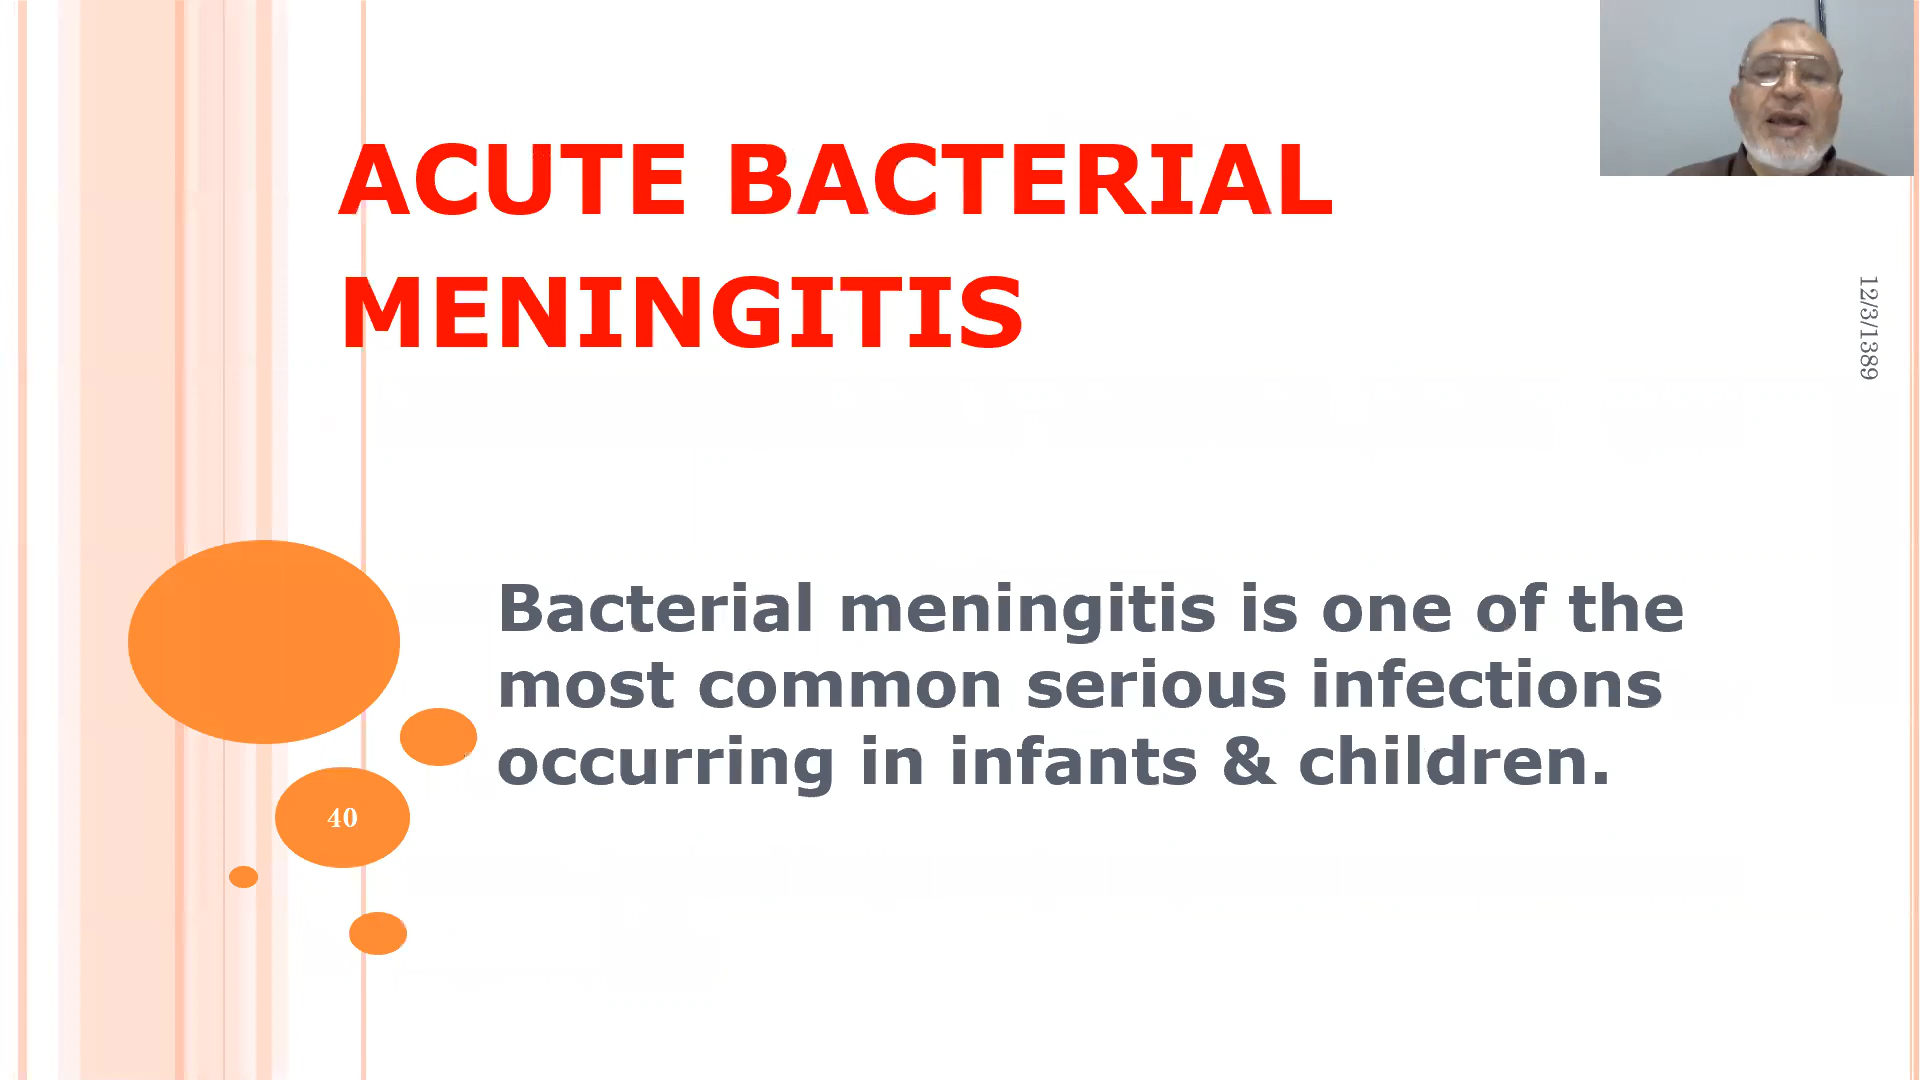 ACUTE BACTERIAL
MENINGITIS
12/3/1389
Bacterial meningitis is one of the
most common serious infections
occurring in infants & children.
40